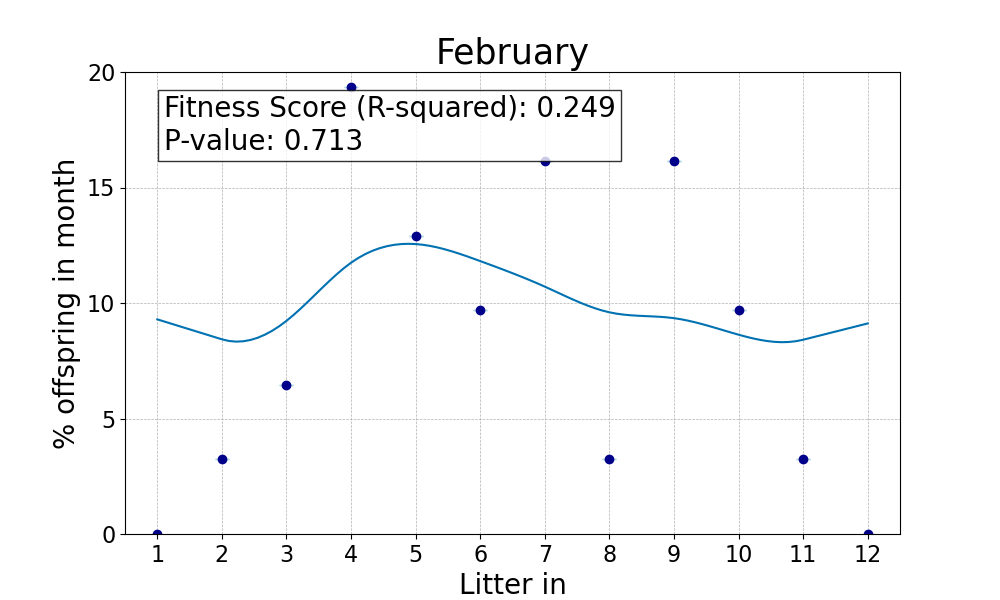 February
Fitness Score (R-squared): 0.249
P-value: 0.713
% offspring in month
20
15
10
5
0
1 2 3 4 5 6 7 8 9 10 11 12
Litter in